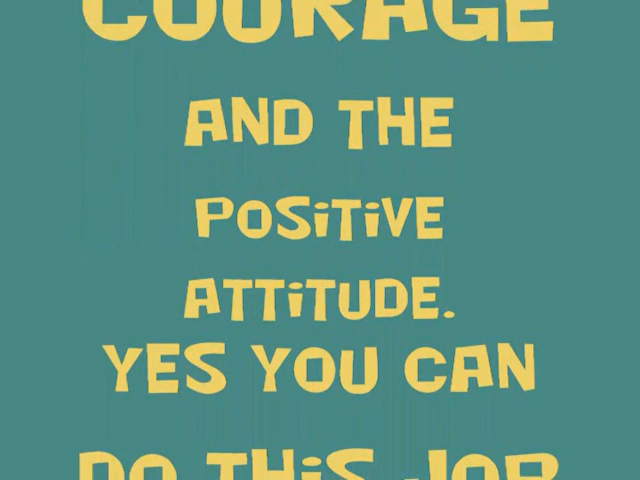 COURAGE
AND THE
POSiTiVE
ATTiTUDE.
YES YOU CAN
DO THiS JOB